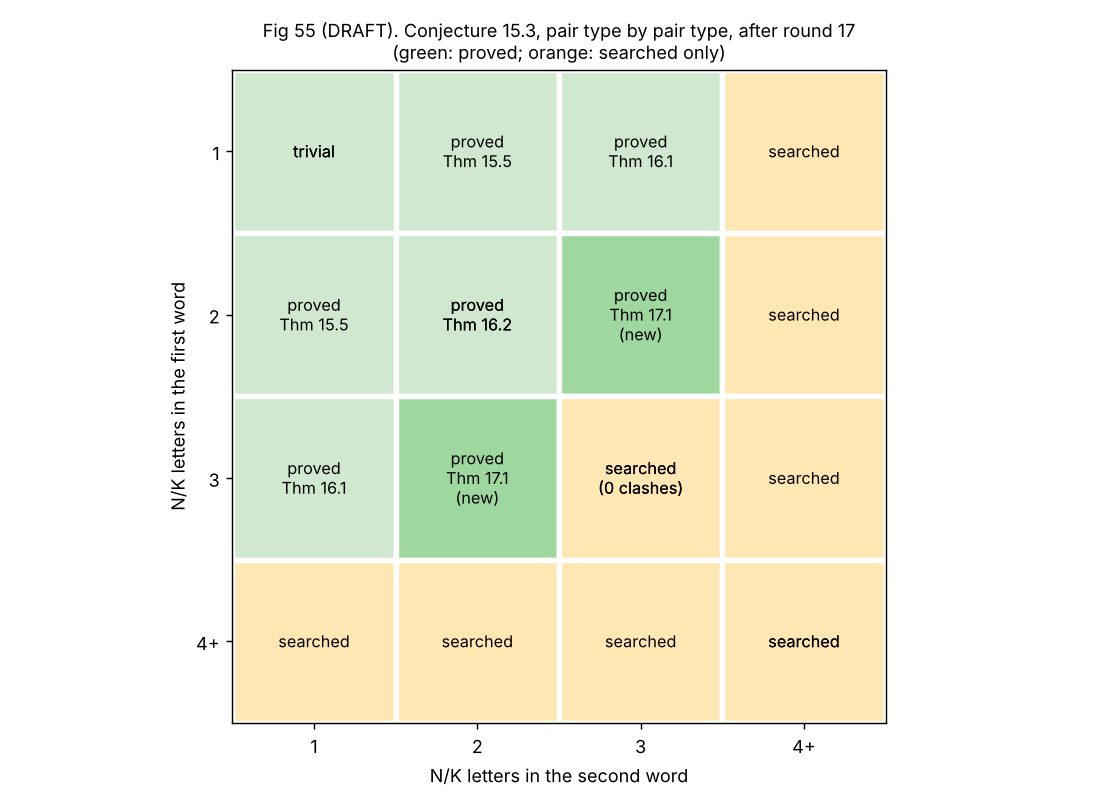 Fig 55 (DRAFT). Conjecture 15.3, pair type by pair type, after round 17
(green: proved; orange: searched only)
N/K letters in the first word
1
trivial
proved
Thm 15.5
proved
Thm 16.1
searched
2
proved
Thm 15.5
proved
Thm 16.2
proved
Thm 17.1
(new)
searched
3
proved
Thm 16.1
proved
Thm 17.1
(new)
searched
(0 clashes)
searched
4+
searched
searched
searched
searched
1
2
3
4+
N/K letters in the second word